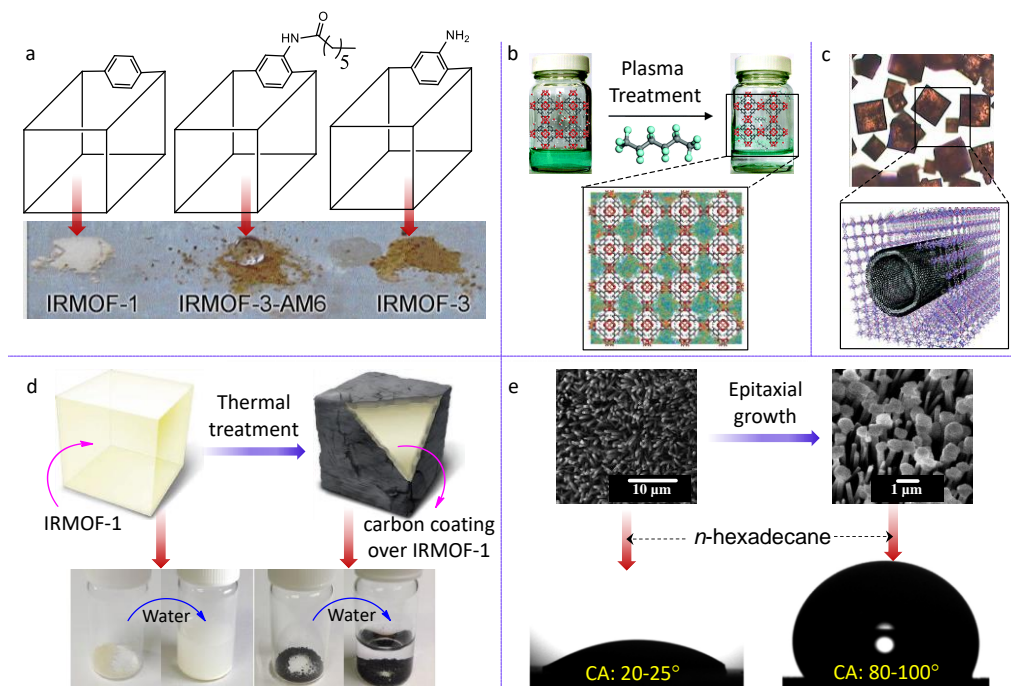 a
O
HN
5
NH₂
IRMOF-1
IRMOF-3-AM6
IRMOF-3
b
Plasma
Treatment
c
d
Thermal
treatment
IRMOF-1
carbon coating
over IRMOF-1
Water
Water
e
Epitaxial
growth
10 µm
1 µm
n-hexadecane
CA: 20-25°
CA: 80-100°